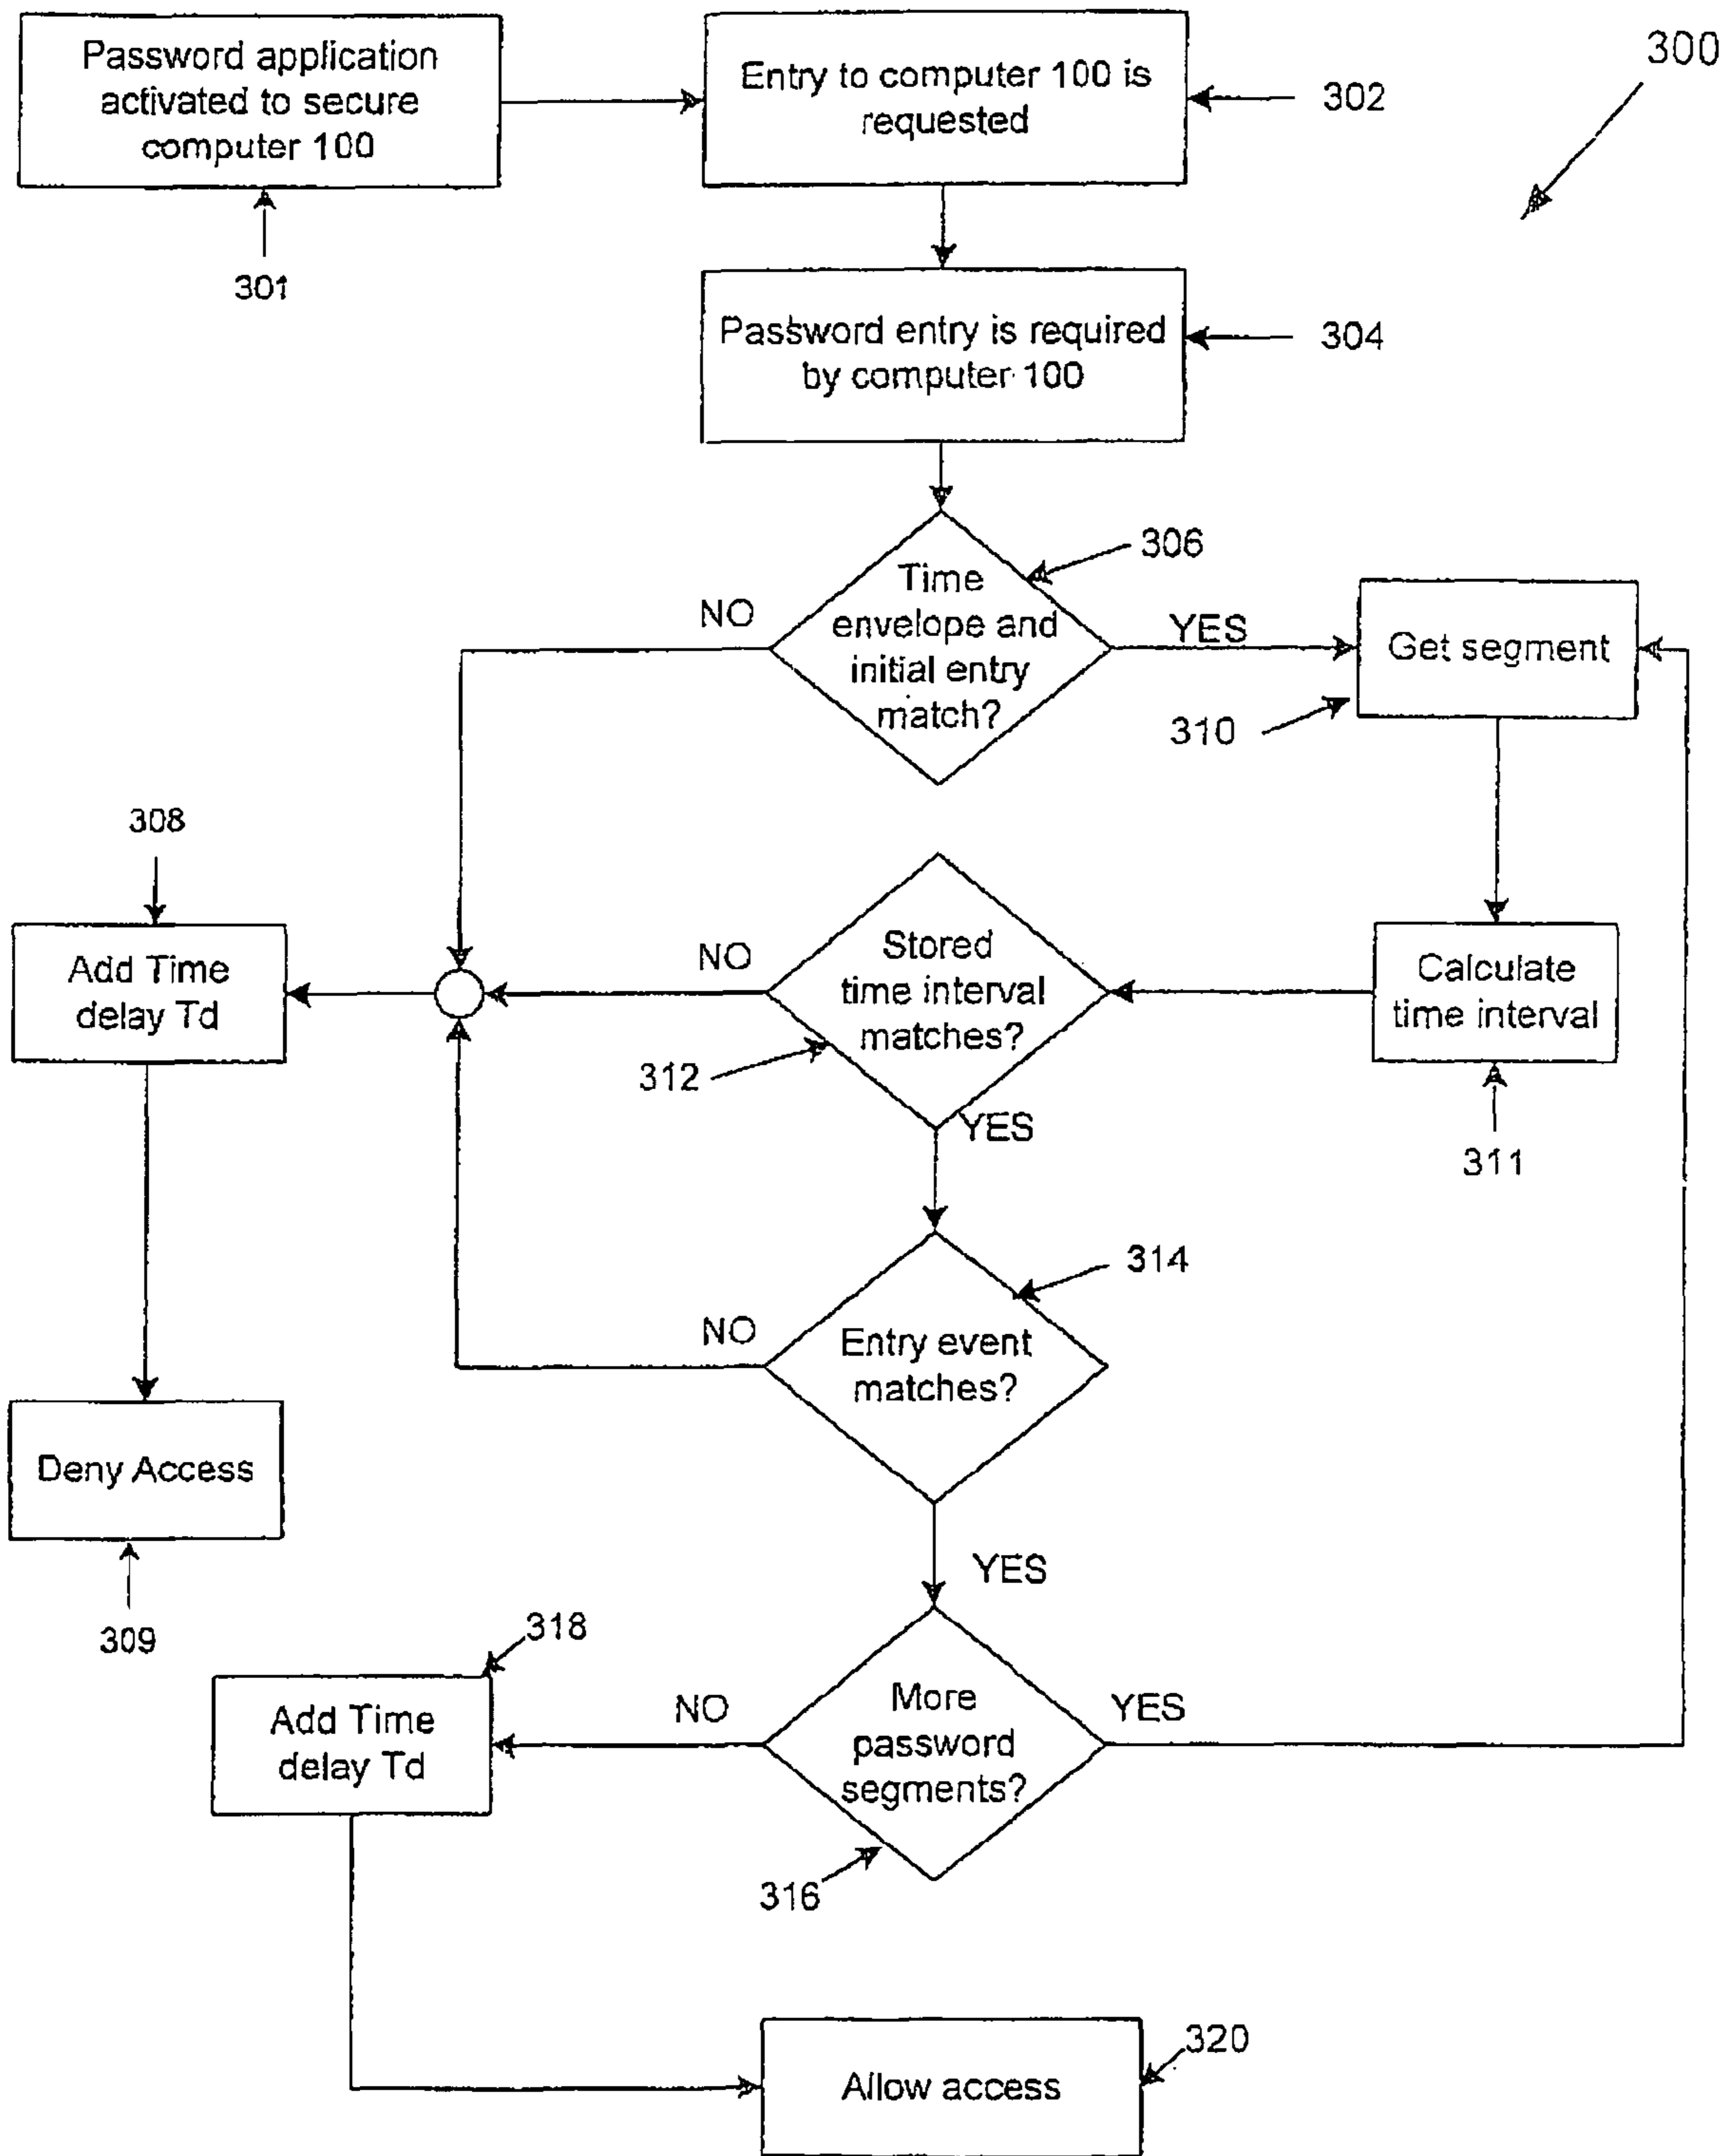 300
Password application
activated to secure
computer 100
301
Entry to computer 100 is
requested
302
Password entry is required
by computer 100
304
Time
envelope and
initial entry
match?
306
NO
YES
Get segment
310
308
Add Time
delay Td
NO
Stored
time interval
matches?
312
Calculate
time interval
311
YES
314
NO
Entry event
matches?
Deny Access
309
YES
318
Add Time
delay Td
NO
More
password
segments?
YES
316
Allow access
320